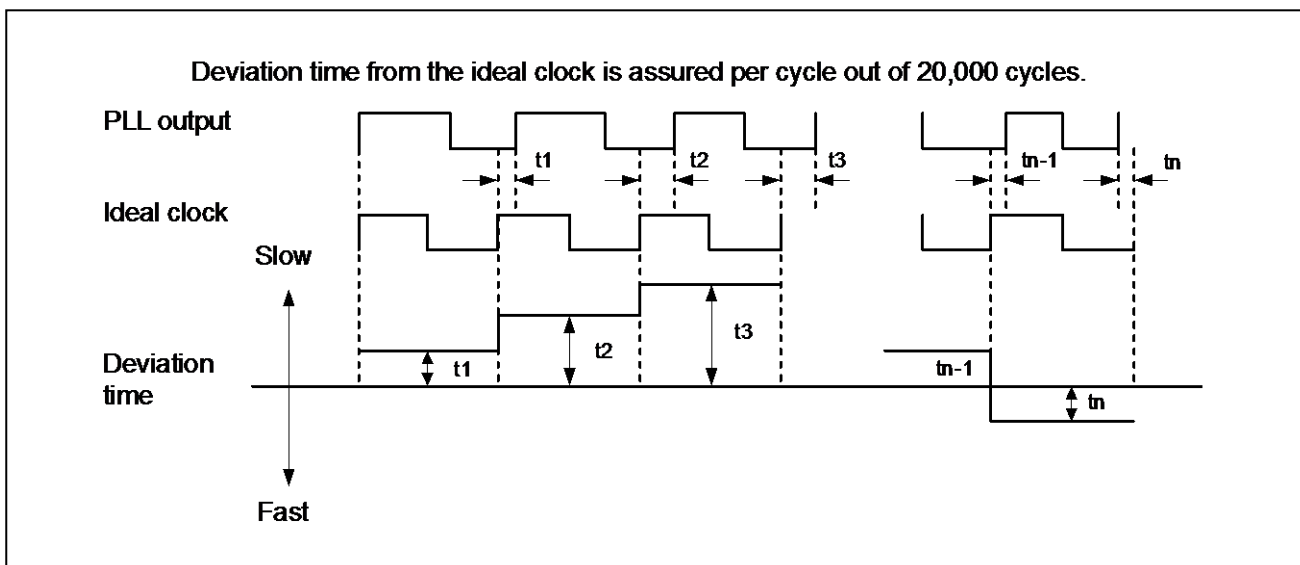 Deviation time from the ideal clock is assured per cycle out of 20,000 cycles.
PLL output
t1
t2
t3
tn-1
tn
Ideal clock
Slow
Deviation
time
t1
t2
t3
tn-1
tn
Fast